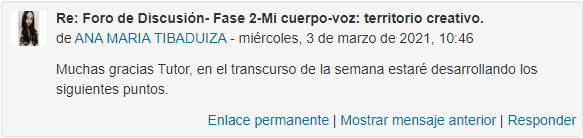 Re: Foro de Discusión- Fase 2-Mi cuerpo-voz: territorio creativo.
de ANA MARIA TIBADUIZA - miércoles, 3 de marzo de 2021, 10:46
Muchas gracias Tutor, en el transcurso de la semana estaré desarrollando los
siguientes puntos.
Enlace permanente | Mostrar mensaje anterior | Responder